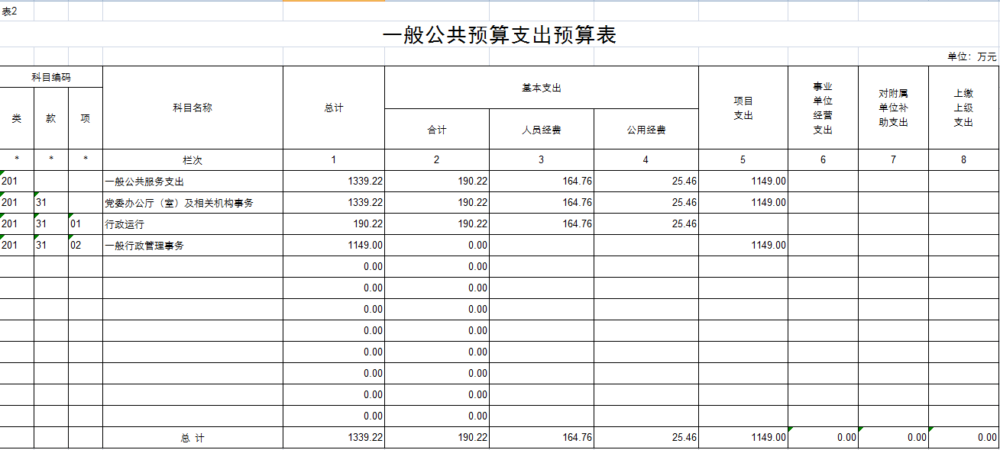 表2
一般公共预算支出预算表
单位：万元
科目编码 科目名称 总计 基本支出 项目支出 事业单位经营支出 对附属单位补助支出 上缴上级支出
类 款 项 合计 人员经费 公用经费
* * * 栏次 1 2 3 4 5 6 7 8
201 一般公共服务支出 1339.22 190.22 164.76 25.46 1149.00
201 31 党委办公厅（室）及相关机构事务 1339.22 190.22 164.76 25.46 1149.00
201 31 01 行政运行 190.22 190.22 164.76 25.46
201 31 02 一般行政管理事务 1149.00 0.00 1149.00
0.00 0.00
0.00 0.00
0.00 0.00
0.00 0.00
0.00 0.00
0.00 0.00
0.00 0.00
0.00 0.00
总 计 1339.22 190.22 164.76 25.46 1149.00 0.00 0.00 0.00